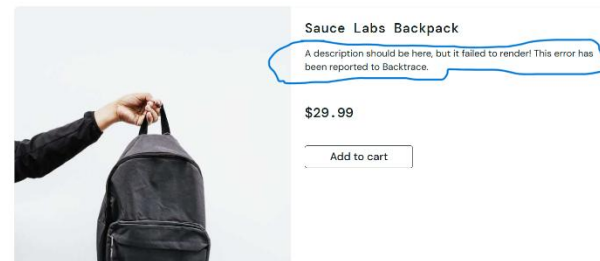 Sauce Labs Backpack
A description should be here, but it failed to render! This error has
been reported to Backtrace.
$29.99
Add to cart